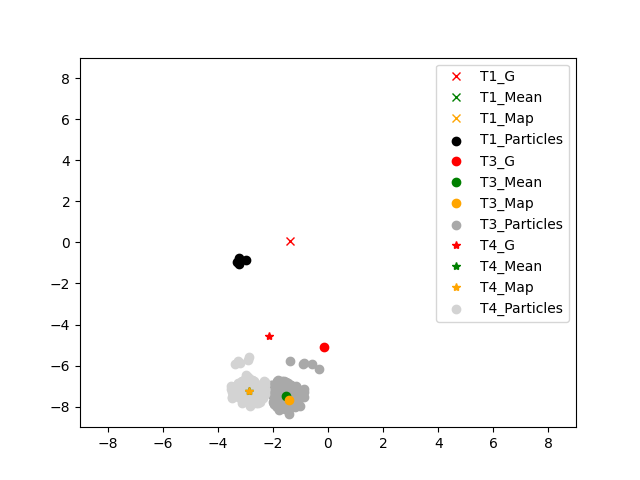 8
6
4
2
0
−2
−4
−6
−8
−8
−6
−4
−2
0
2
4
6
8
T1_G
T1_Mean
T1_Map
T1_Particles
T3_G
T3_Mean
T3_Map
T3_Particles
T4_G
T4_Mean
T4_Map
T4_Particles